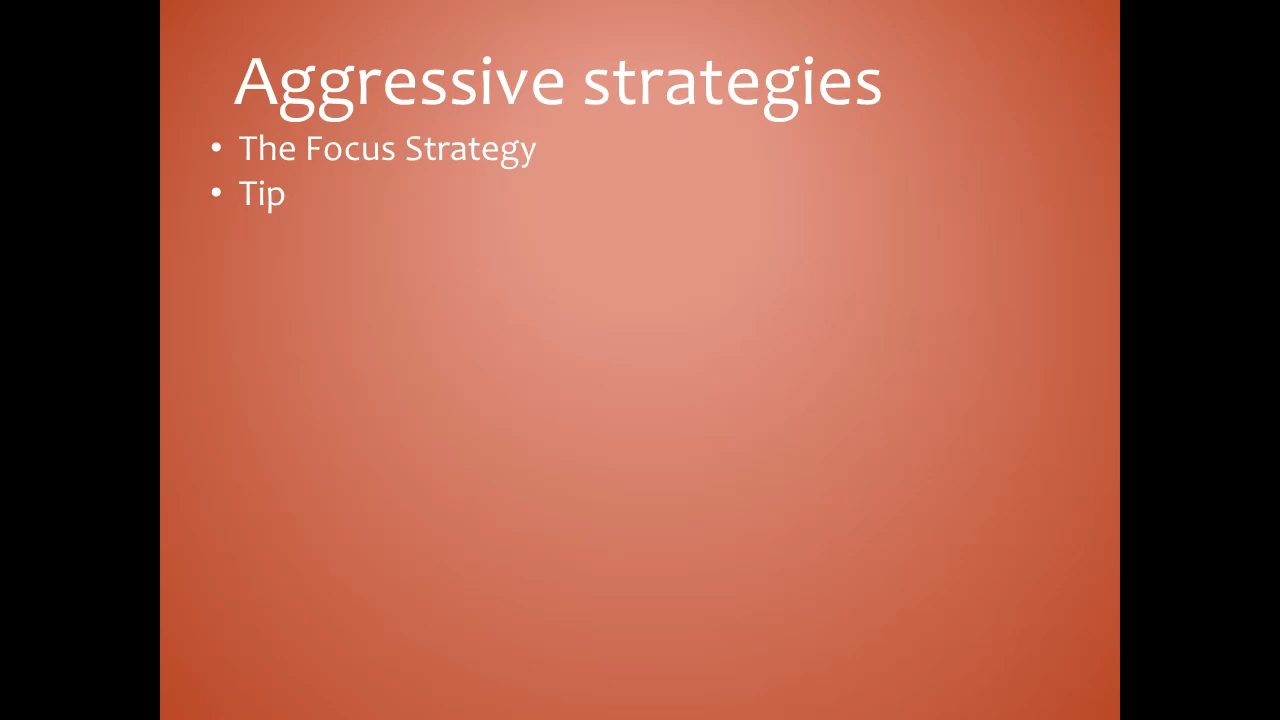 Aggressive strategies
• The Focus Strategy
• Tip